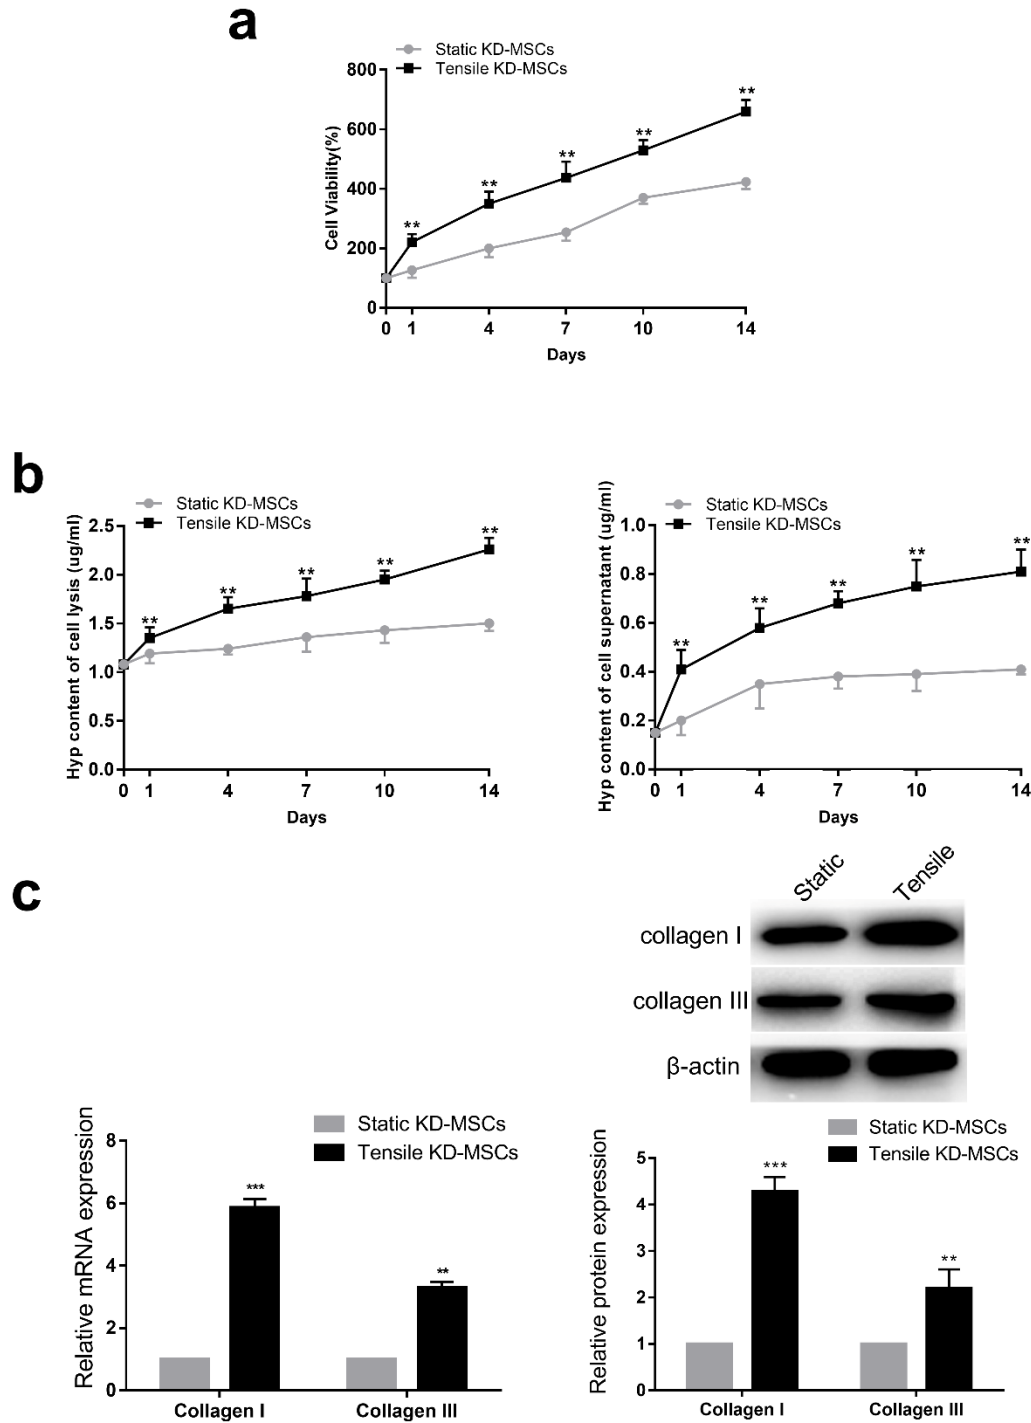 a
Static KD-MSCs
Tensile KD-MSCs
Cell Viability(%)
800
600
400
200
0
** ** ** ** **
0 1 4 7 10 14
Days
b
Static KD-MSCs
Tensile KD-MSCs
Hyp content of cell lysis (ug/ml)
2.5
2.0
1.5
1.0
0.5
0.0
** ** ** ** **
0 1 4 7 10 14
Days
Static KD-MSCs
Tensile KD-MSCs
Hyp content of cell supernatant (ug/ml)
1.0
0.8
0.6
0.4
0.2
0.0
** ** ** ** **
0 1 4 7 10 14
Days
c
Static Tensile
collagen I
collagen III
β-actin
Static KD-MSCs
Tensile KD-MSCs
Relative mRNA expression
8
6
4
2
0
*** **
Collagen I Collagen III
Static KD-MSCs
Tensile KD-MSCs
Relative protein expression
5
4
3
2
1
0
*** **
Collagen I Collagen III